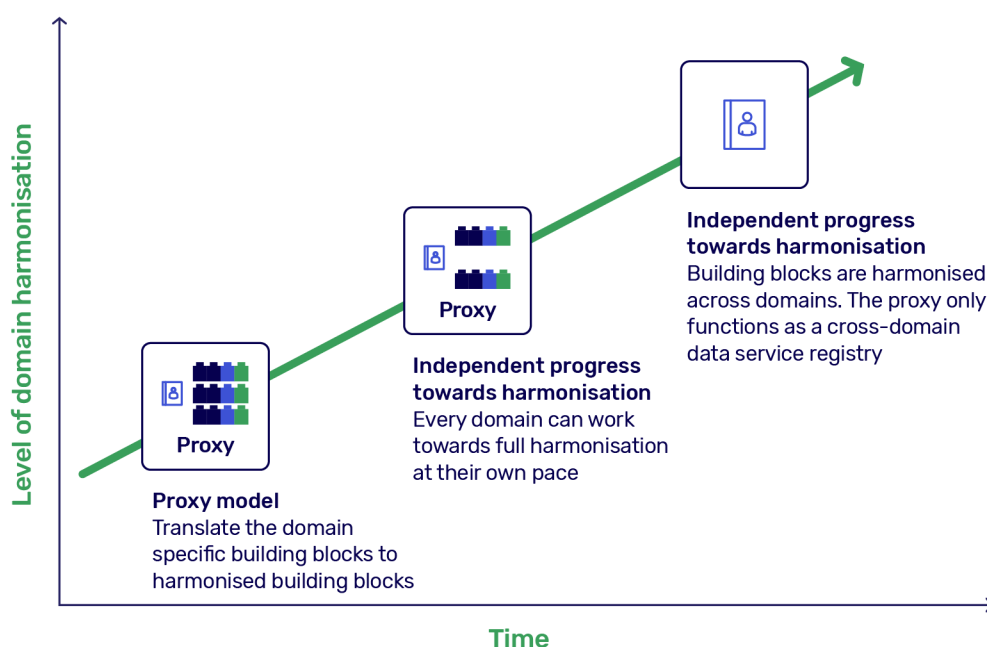 Level of domain harmonisation
Proxy
Proxy model
Translate the domain
specific building blocks to
harmonised building blocks
Proxy
Independent progress
towards harmonisation
Every domain can work
towards full harmonisation
at their own pace
Independent progress
towards harmonisation
Building blocks are harmonised
across domains. The proxy only
functions as a cross-domain
data service registry
Time